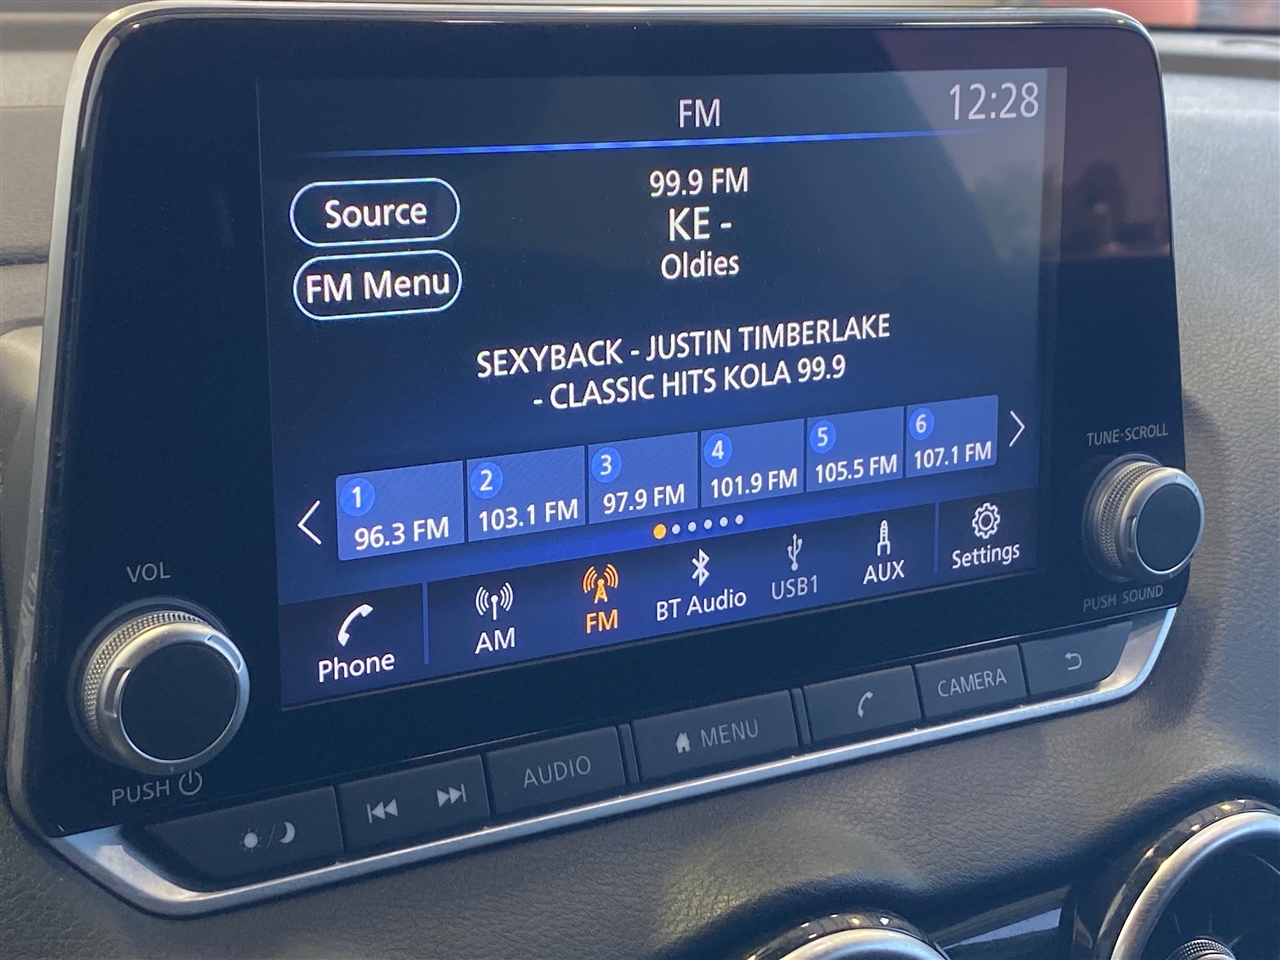 FM
12:28
Source
FM Menu
99.9 FM
KE -
Oldies
SEXYBACK - JUSTIN TIMBERLAKE
- CLASSIC HITS KOLA 99.9
1
96.3 FM
2
103.1 FM
3
97.9 FM
4
101.9 FM
5
105.5 FM
6
107.1 FM
Phone
AM
FM
BT Audio
USB1
AUX
Settings
VOL
PUSH
TUNE·SCROLL
PUSH SOUND
AUDIO
MENU
CAMERA